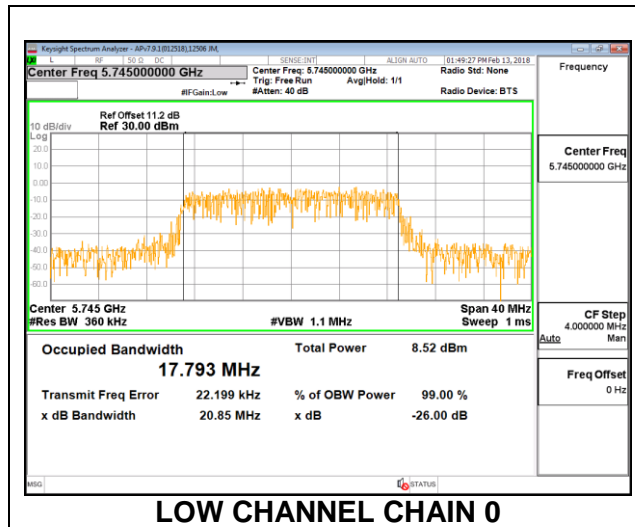 Keysight Spectrum Analyzer - APv7.9.1(012518),12506 JM,
L RF 50 Ω DC SENSE:INT ALIGN AUTO 01:49:27 PM Feb 13, 2018
Center Freq 5.745000000 GHz
Center Freq: 5.745000000 GHz Radio Std: None
Trig: Free Run Avg|Hold: 1/1
#IFGain:Low #Atten: 40 dB Radio Device: BTS
Frequency
Ref Offset 11.2 dB
10 dB/div Ref 30.00 dBm
Log
20.0
10.0
0.00
-10.0
-20.0
-30.0
-40.0
-50.0
-60.0
Center Freq
5.745000000 GHz
Center 5.745 GHz Span 40 MHz
#Res BW 360 kHz #VBW 1.1 MHz Sweep 1 ms
CF Step
4.000000 MHz
Auto Man
Occupied Bandwidth Total Power 8.52 dBm
17.793 MHz
Transmit Freq Error 22.199 kHz % of OBW Power 99.00 %
x dB Bandwidth 20.85 MHz x dB -26.00 dB
Freq Offset
0 Hz
MSG STATUS
LOW CHANNEL CHAIN 0